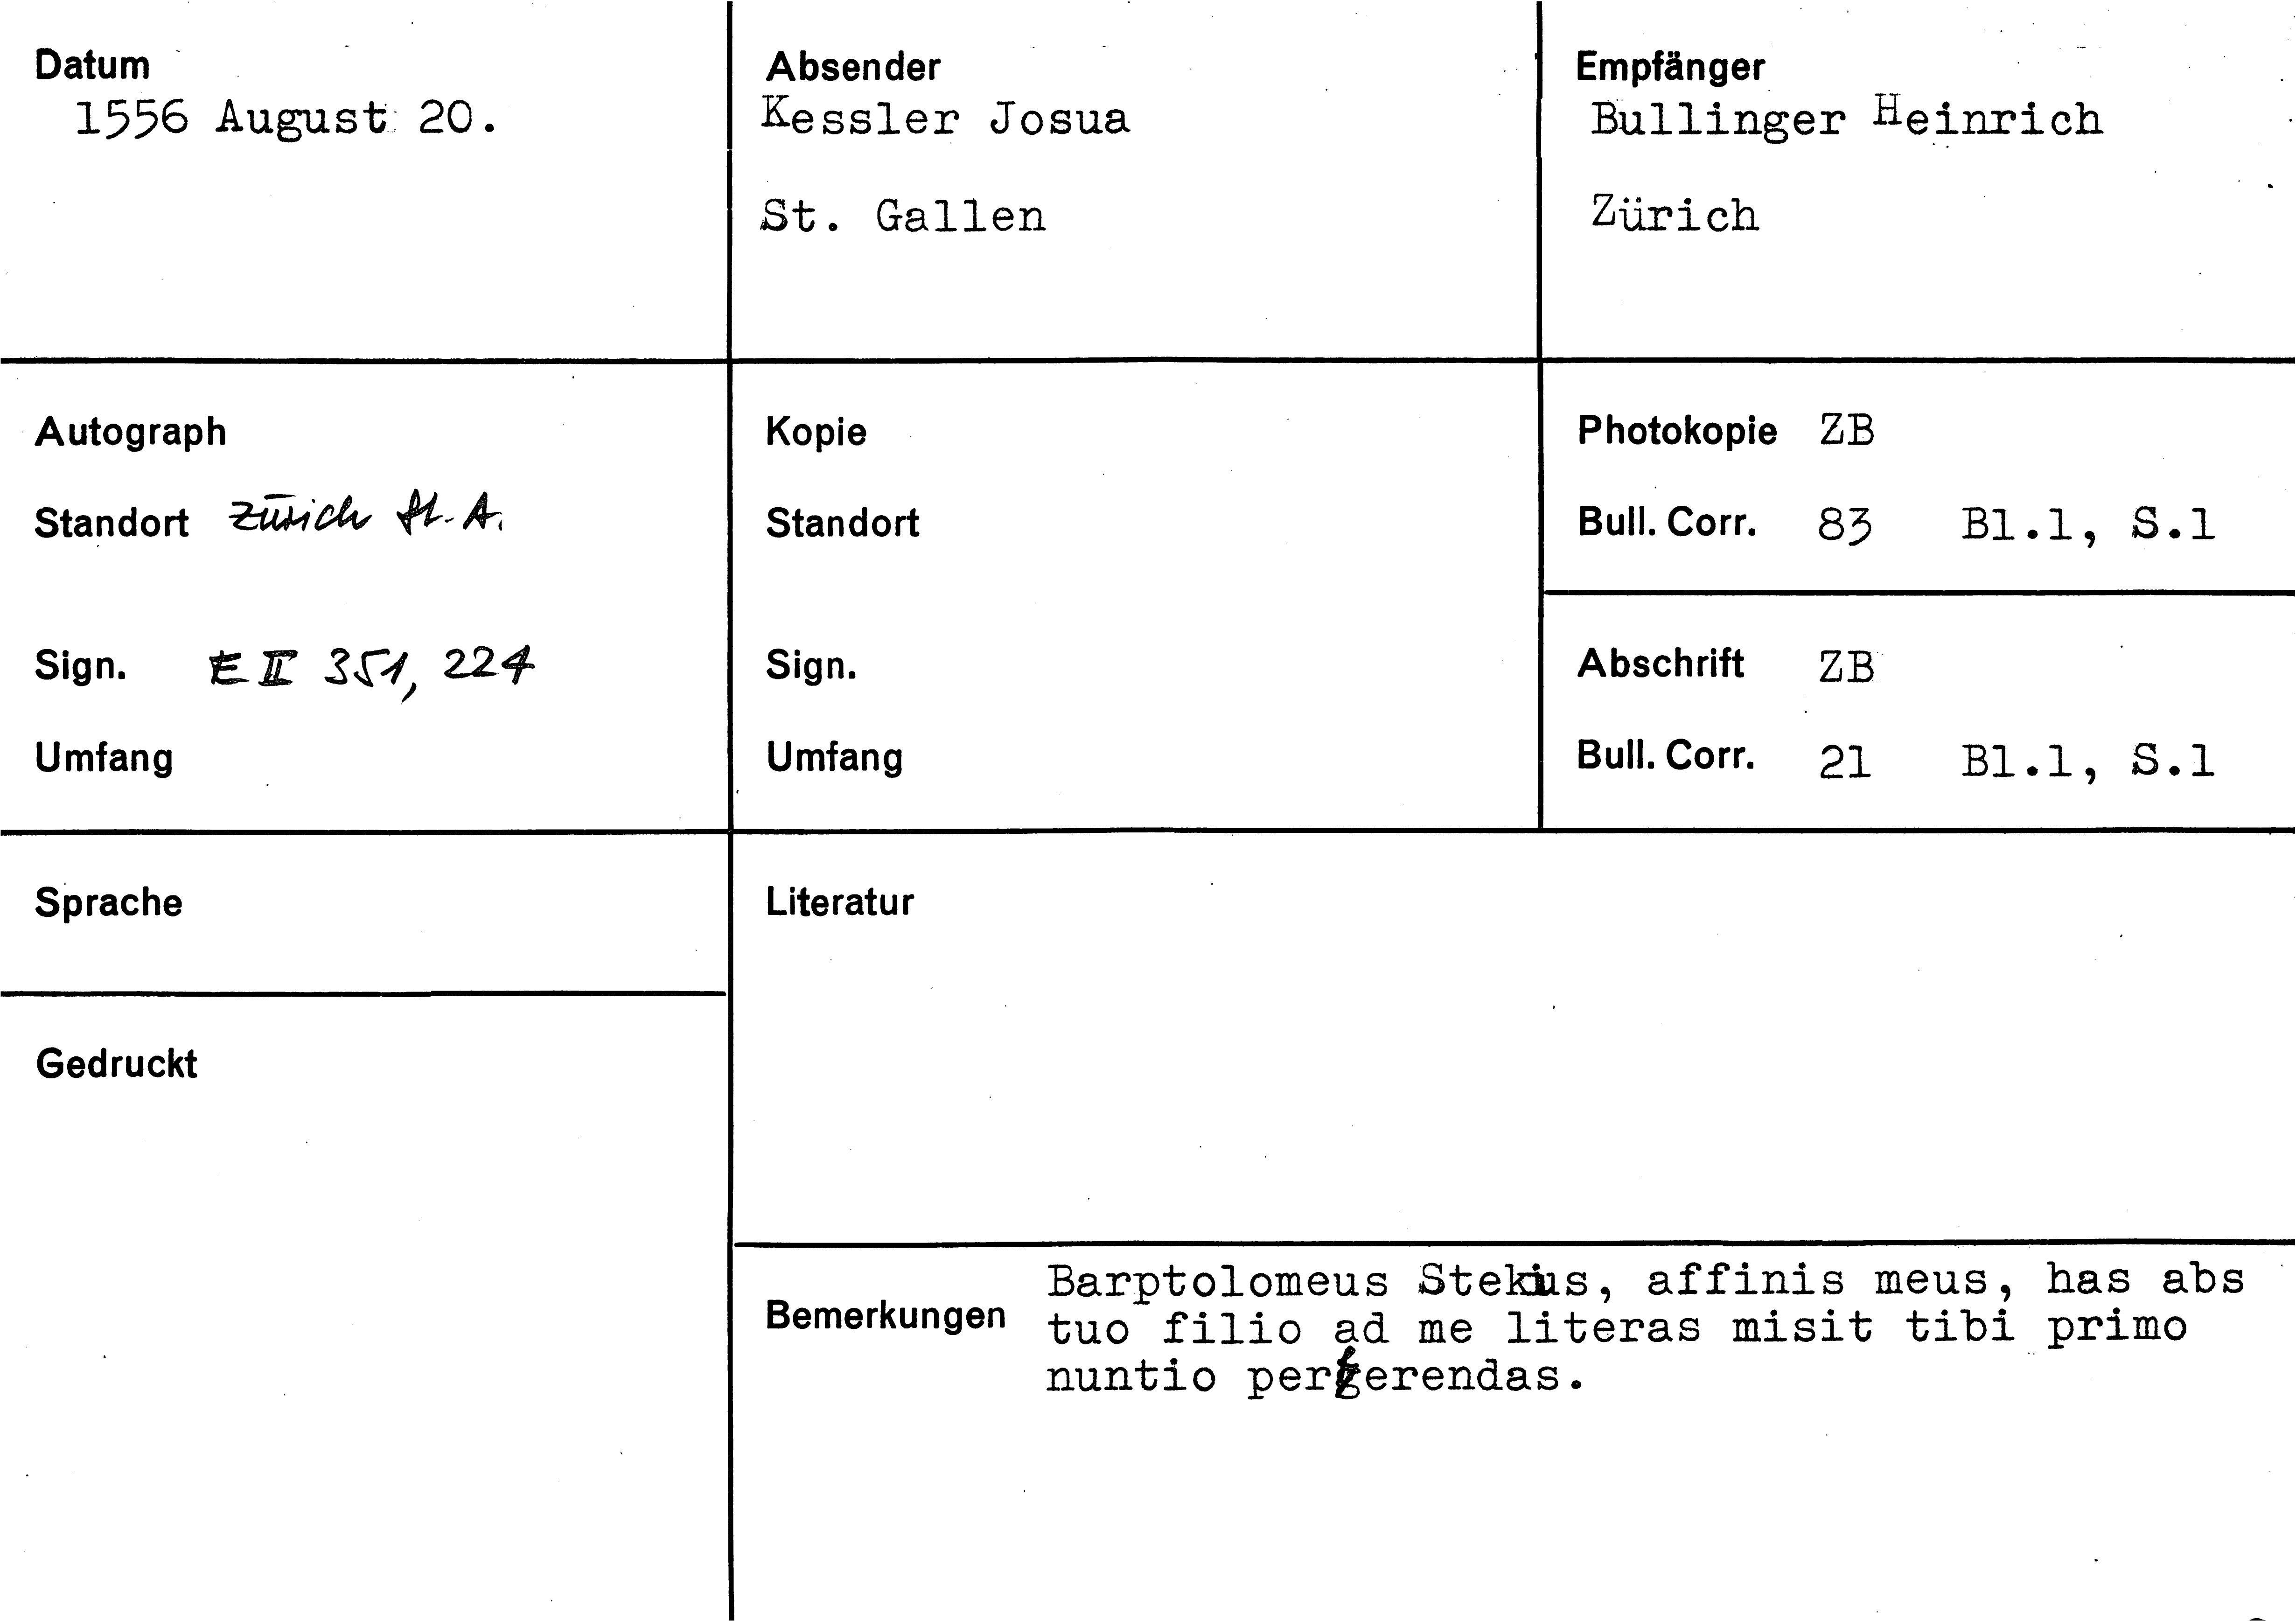 Datum
1556 August 20.
Absender
Kessler Josua
St. Gallen
Empfänger
Bullinger Heinrich
Zürich
Autograph
Standort Zürich St. A.
Sign. E II 351, 224
Umfang
Kopie
Standort
Sign.
Umfang
Photokopie ZB
Bull. Corr. 83 Bl.1, S.1
Abschrift ZB
Bull. Corr. 21 Bl.1, S.1
Sprache
Gedruckt
Literatur
Bemerkungen
Barptolomeus Stekius, affinis meus, has abs
tuo filio ad me literas misit tibi primo
nuntio perferendas.